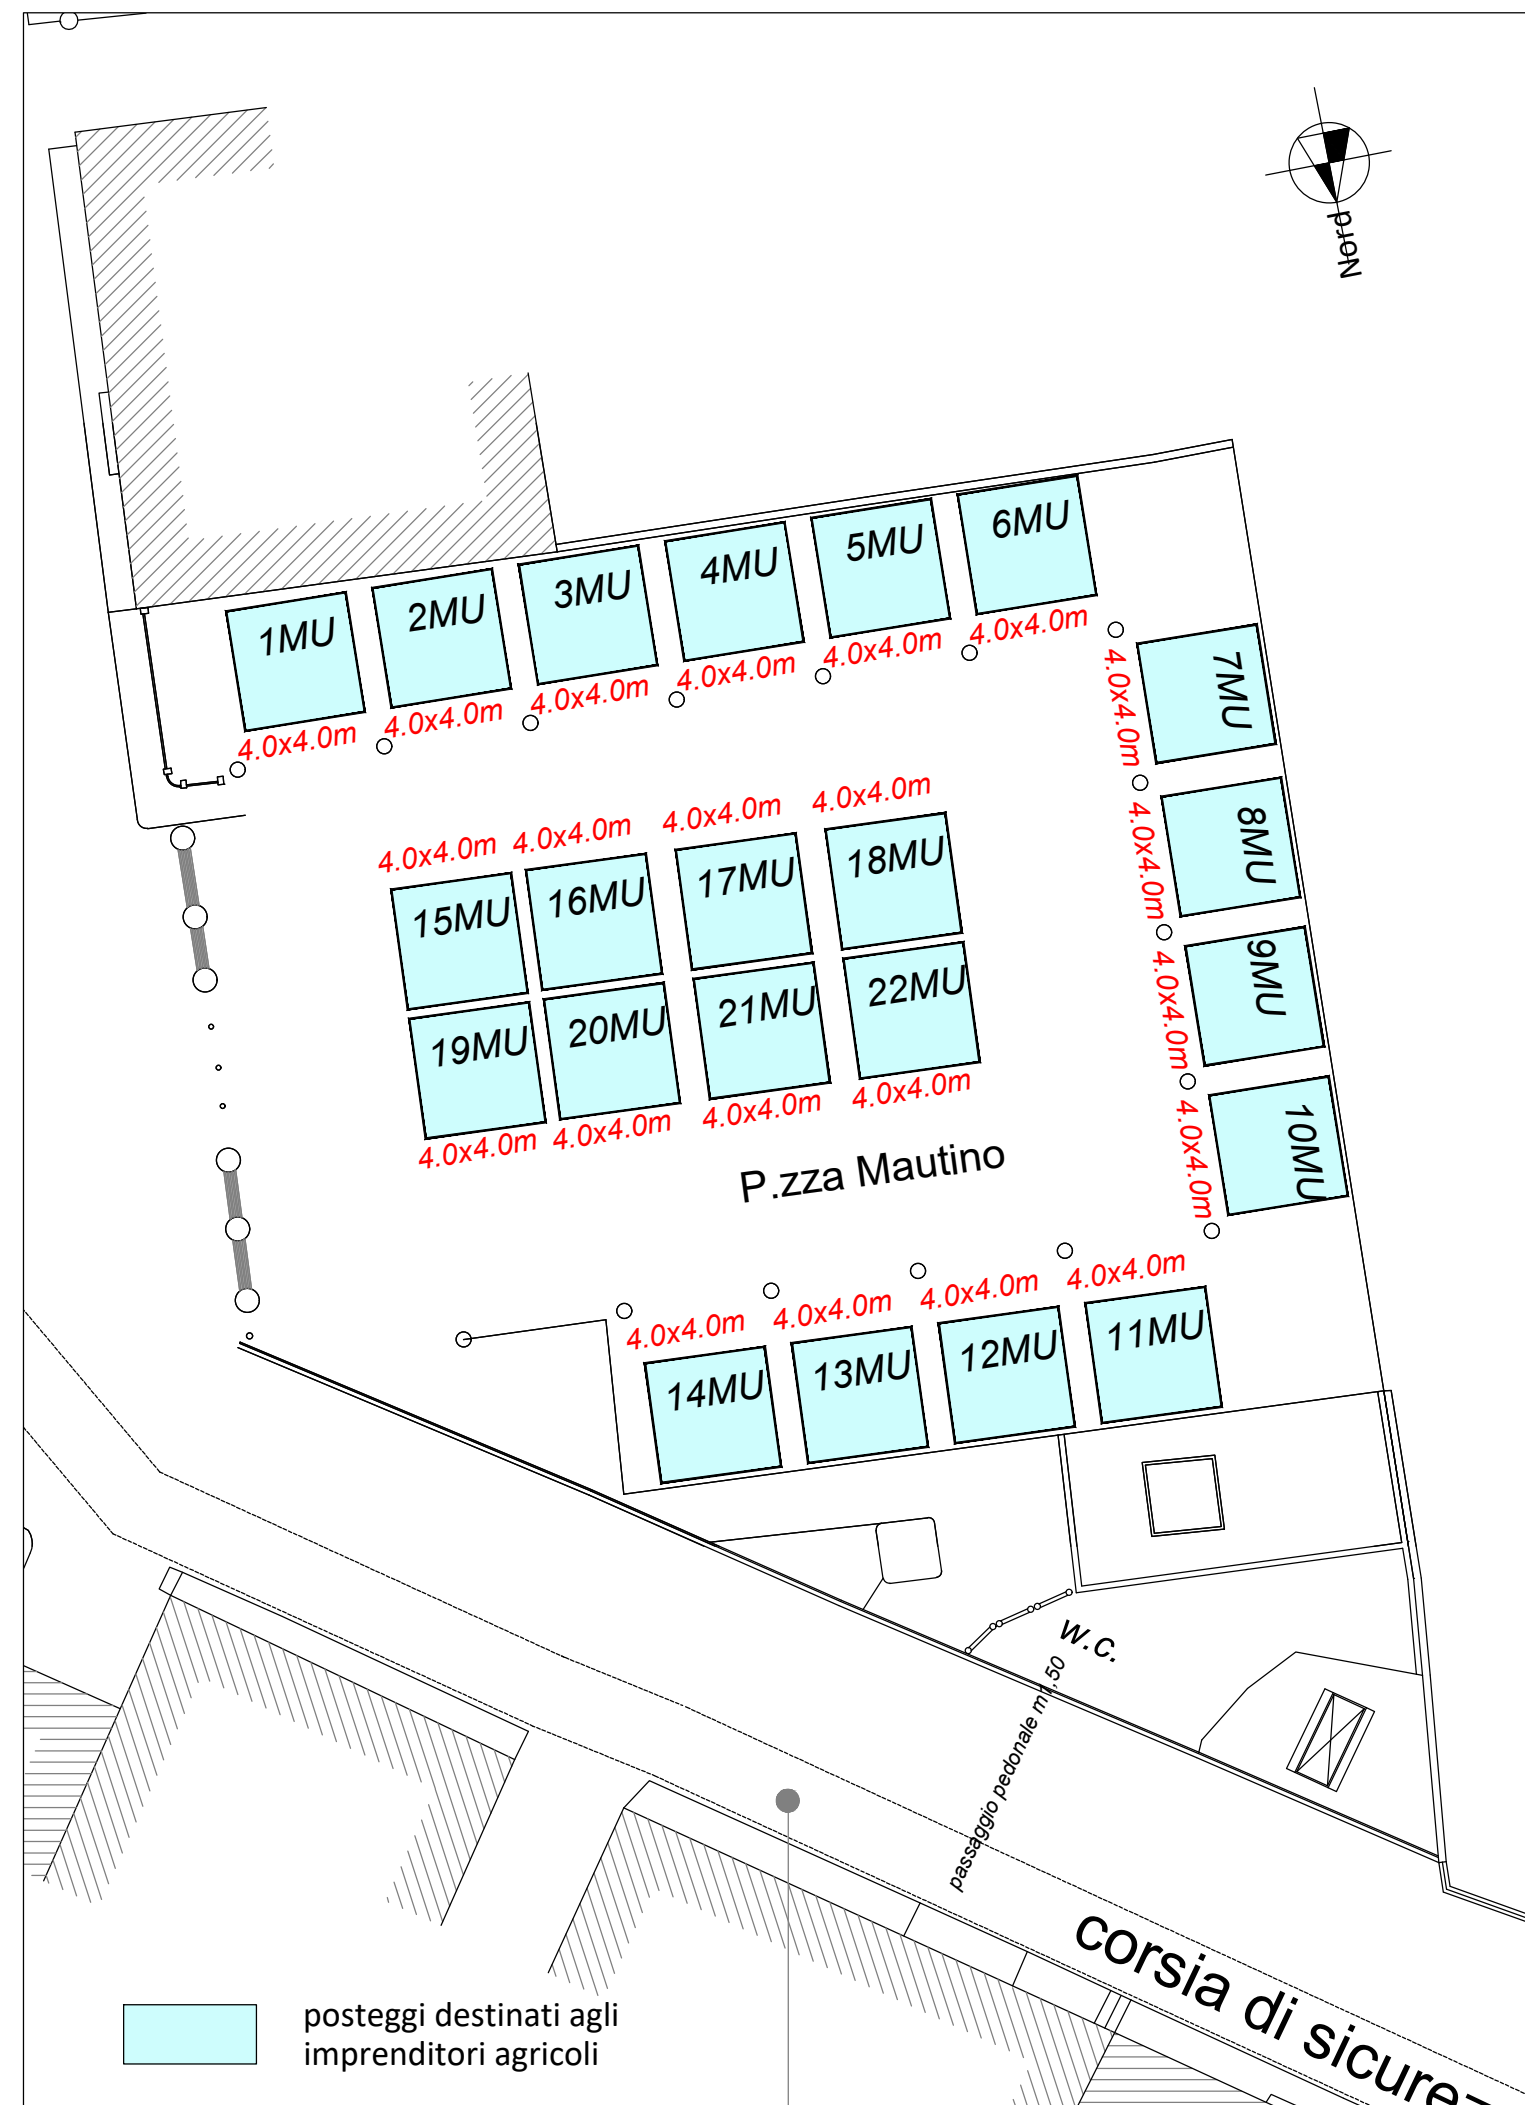 Nord
1MU
2MU
3MU
4MU
5MU
6MU
4.0x4.0m
4.0x4.0m
4.0x4.0m
4.0x4.0m
4.0x4.0m
4.0x4.0m
7MU
4.0x4.0m
8MU
4.0x4.0m
9MU
4.0x4.0m
10MU
4.0x4.0m
4.0x4.0m
4.0x4.0m
4.0x4.0m
4.0x4.0m
15MU
16MU
17MU
18MU
19MU
20MU
21MU
22MU
4.0x4.0m
4.0x4.0m
4.0x4.0m
4.0x4.0m
P.zza Mautino
4.0x4.0m
4.0x4.0m
4.0x4.0m
4.0x4.0m
14MU
13MU
12MU
11MU
w.c.
passaggio pedonale m1,50
corsia di sicurez
posteggi destinati agli
imprenditori agricoli